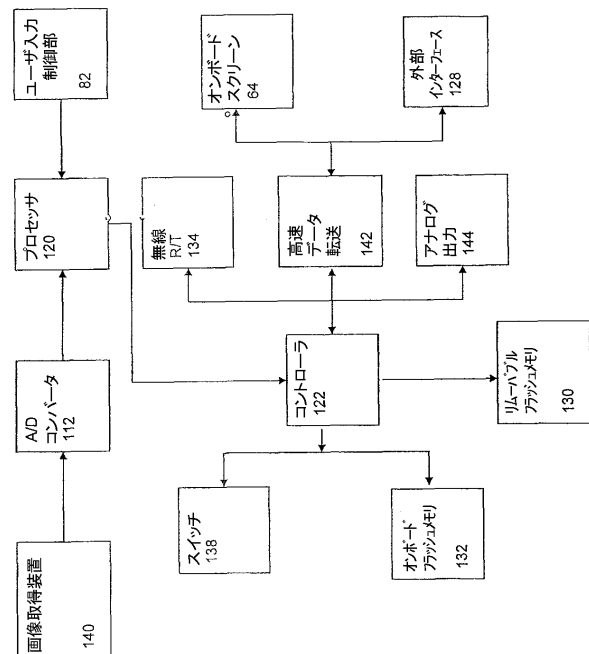 画像取得装置
140
A/D
コンバータ
112
プロセッサ
120
ユーザ入力
制御部
82
スイッチ
138
コントローラ
122
無線
R/T
134
オンボード
スクリーン
64
高速
データ
転送
142
オンボード
フラッシュメモリ
132
リムーバブル
フラッシュメモリ
130
アナログ
出力
144
外部
インターフェース
128